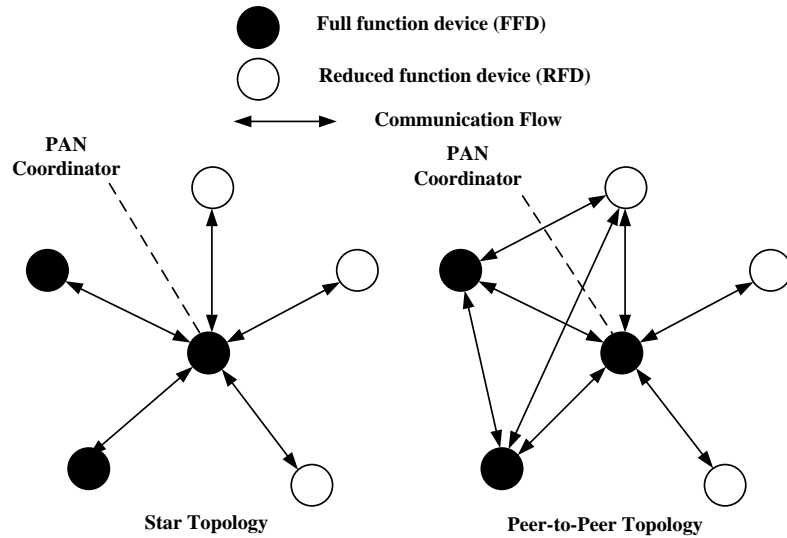 Full function device (FFD)
Reduced function device (RFD)
Communication Flow
PAN
Coordinator
PAN
Coordinator
Star Topology
Peer-to-Peer Topology